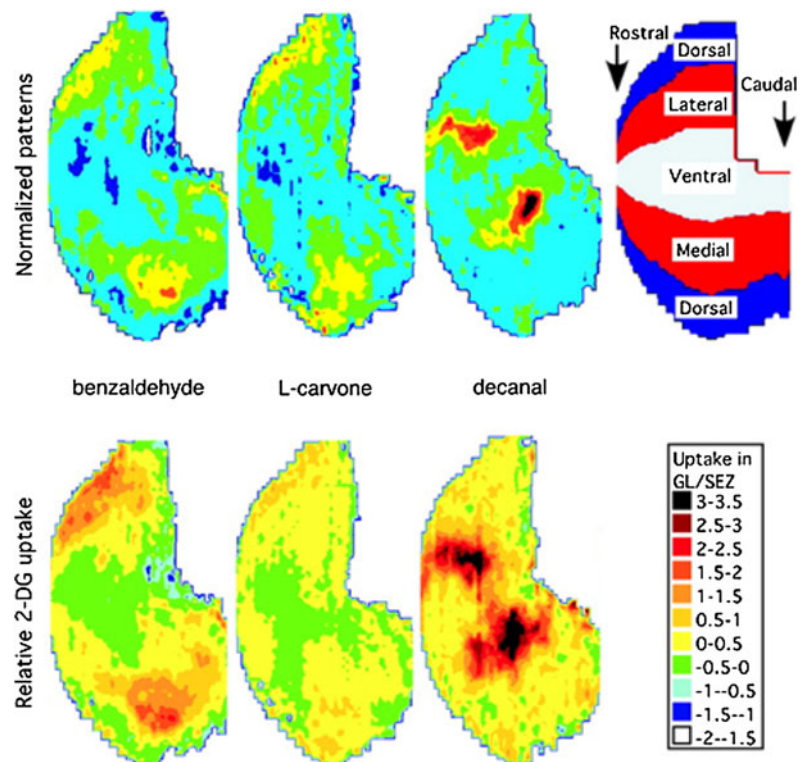 Normalized patterns
Rostral
Dorsal
Lateral
Caudal
Ventral
Medial
Dorsal
benzaldehyde
L-carvone
decanal
Relative 2-DG uptake
Uptake in
GL/SEZ
3-3.5
2.5-3
2-2.5
1.5-2
1-1.5
0.5-1
0-0.5
-0.5-0
-1--0.5
-1.5--1
-2--1.5